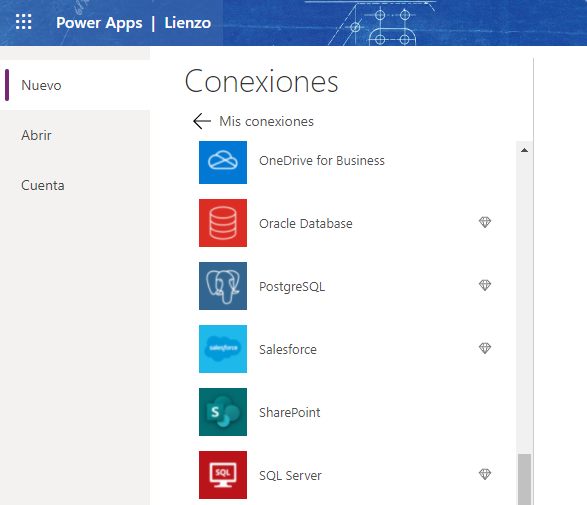 Power Apps | Lienzo
Nuevo
Abrir
Cuenta
Conexiones
Mis conexiones
OneDrive for Business
Oracle Database
PostgreSQL
salesforce
Salesforce
S
SharePoint
SQL
SQL Server